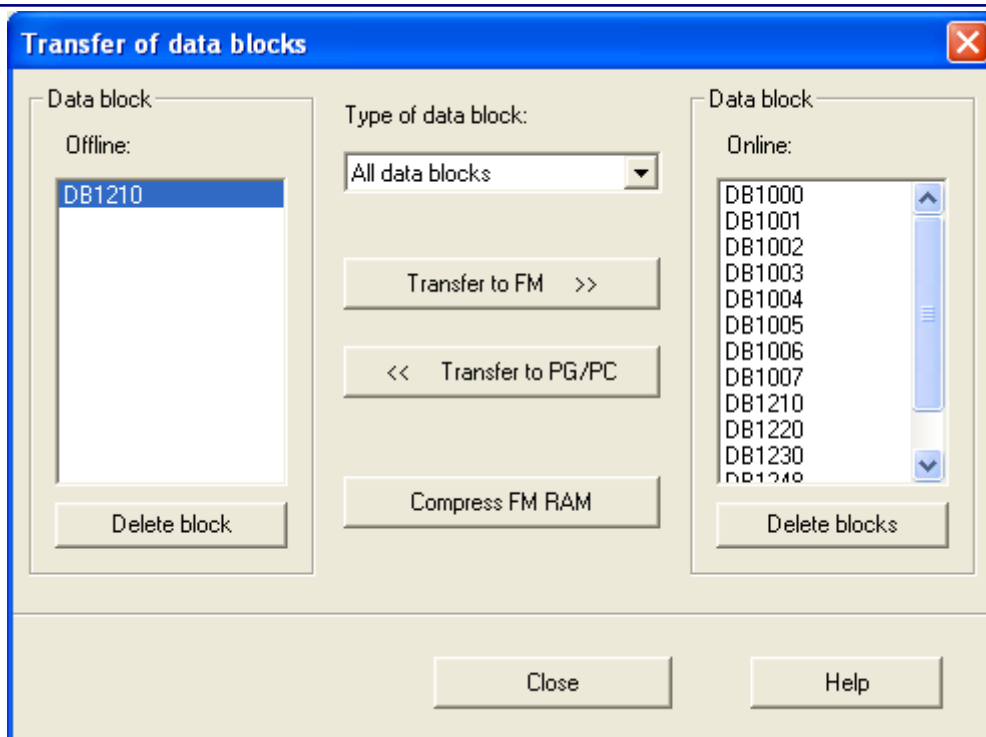 Transfer of data blocks
Data block
Offline:
DB1210
Delete block
Type of data block:
All data blocks
Transfer to FM >>
<< Transfer to PG/PC
Compress FM RAM
Data block
Online:
DB1000
DB1001
DB1002
DB1003
DB1004
DB1005
DB1006
DB1007
DB1210
DB1220
DB1230
Delete blocks
Close
Help